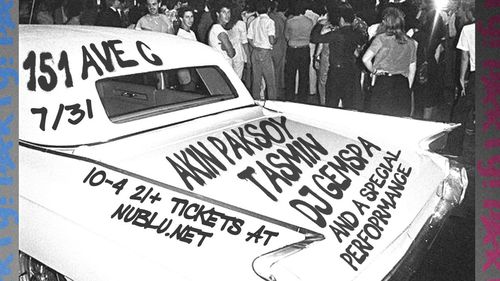 151 AVE C
7/31
AKIN PAKSOY
TASMIN
DJ GEMSPA
AND A SPECIAL
PERFORMANCE
10-4 21+ TICKETS AT
NUBLU.NET